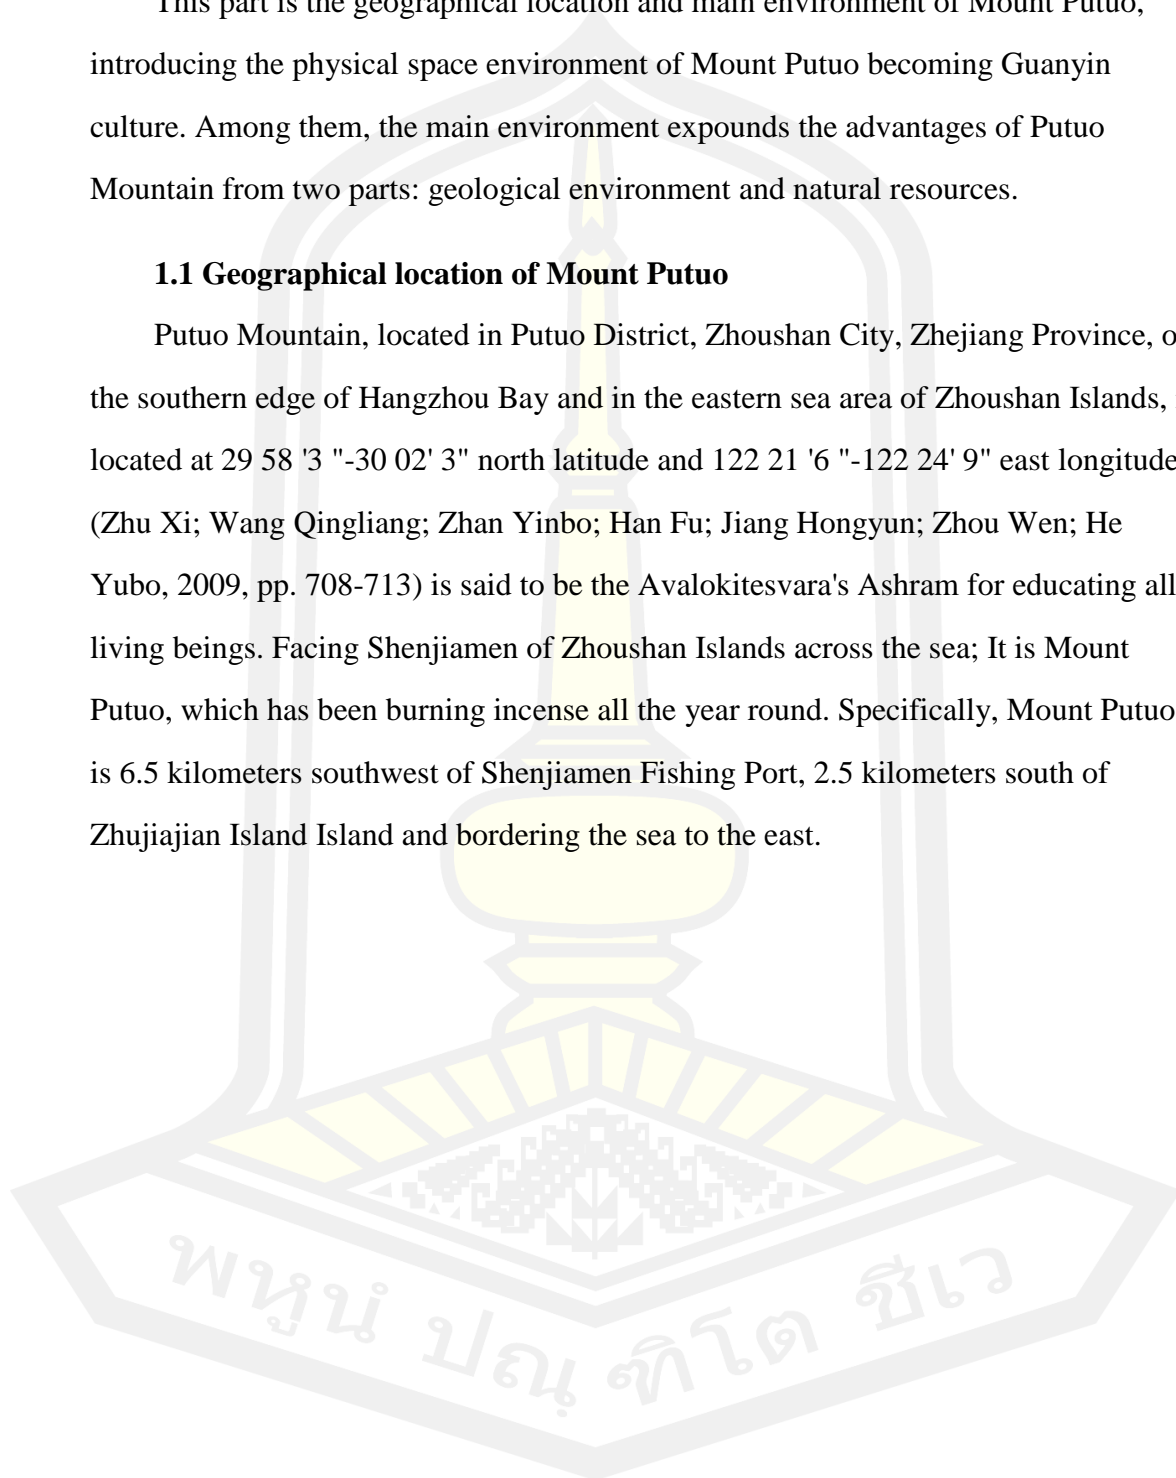 This part is the geographical location and main environment of Mount Putuo,
introducing the physical space environment of Mount Putuo becoming Guanyin
culture. Among them, the main environment expounds the advantages of Putuo
Mountain from two parts: geological environment and natural resources.
1.1 Geographical location of Mount Putuo
Putuo Mountain, located in Putuo District, Zhoushan City, Zhejiang Province,
the southern edge of Hangzhou Bay and in the eastern sea area of Zhoushan Islands,
located at 29 58 '3 "-30 02' 3" north latitude and 122 21 '6 "-122 24' 9" east longitude
(Zhu Xi; Wang Qingliang; Zhan Yinbo; Han Fu; Jiang Hongyun; Zhou Wen; He
Yubo, 2009, pp. 708-713) is said to be the Avalokitesvara's Ashram for educating all
living beings. Facing Shenjiamen of Zhoushan Islands across the sea; It is Mount
Putuo, which has been burning incense all the year round. Specifically, Mount Putuo
is 6.5 kilometers southwest of Shenjiamen Fishing Port, 2.5 kilometers south of
Zhujiajian Island Island and bordering the sea to the east.
พหูนํ ปณฺฑิโต ชีเว